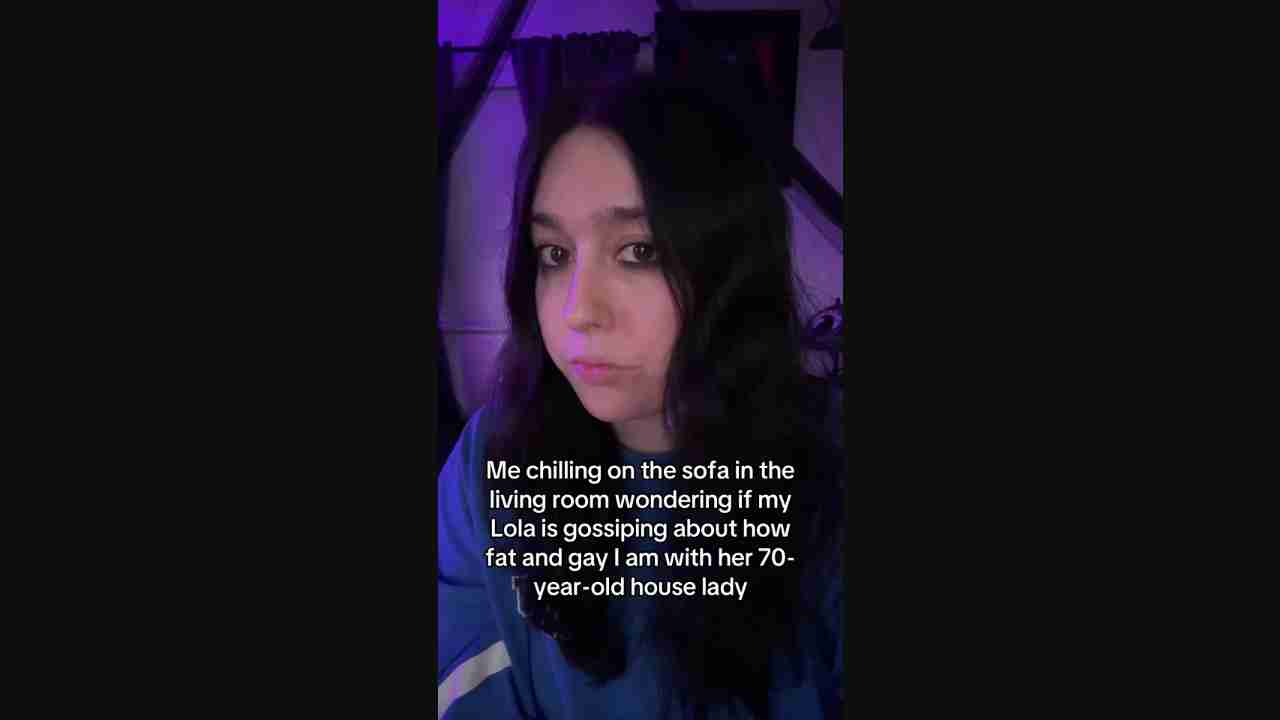 Me chilling on the sofa in the
living room wondering if my
Lola is gossiping about how
fat and gay I am with her 70-
year-old house lady